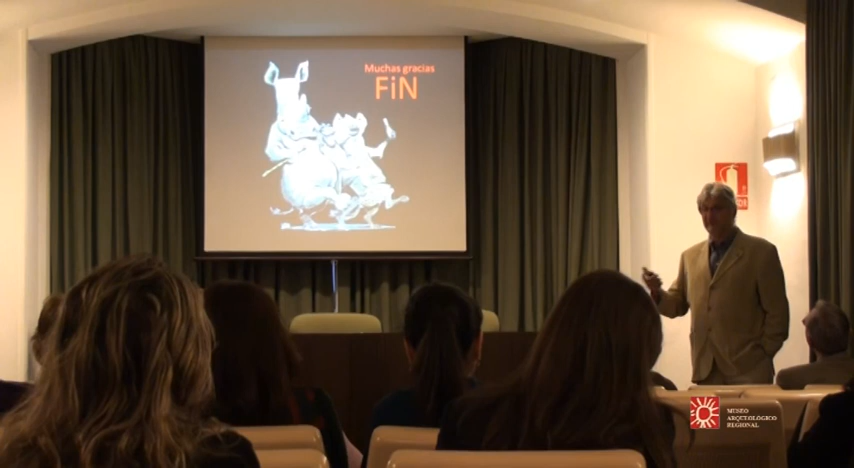 Muchas gracias
FiN
MUSEO
ARQUEOLÓGICO
REGIONAL